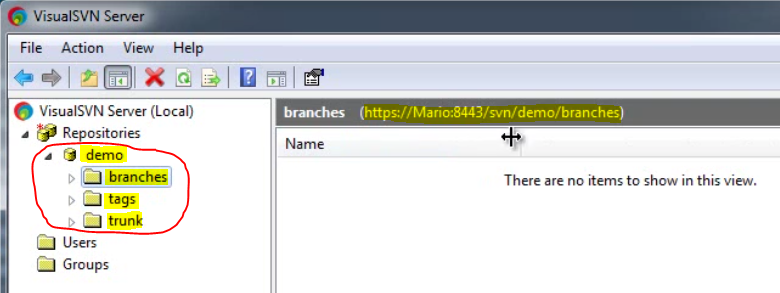 VisualSVN Server
File Action View Help
VisualSVN Server (Local)
Repositories
demo
branches
tags
trunk
Users
Groups
branches (https://Mario:8443/svn/demo/branches)
Name
There are no items to show in this view.